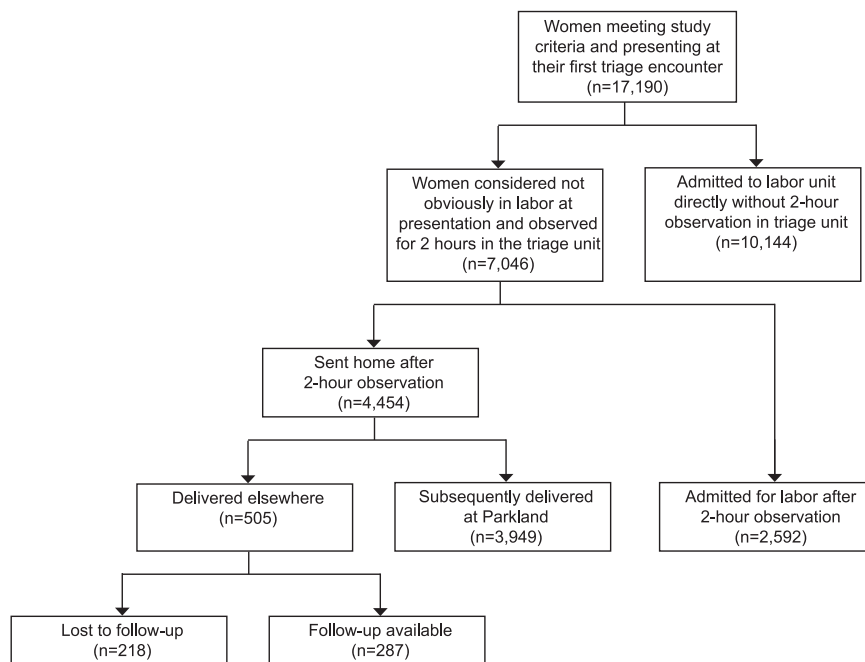 Women meeting study
criteria and presenting at
their first triage encounter
(n=17,190)
Women considered not
obviously in labor at
presentation and observed
for 2 hours in the triage unit
(n=7,046)
Admitted to labor unit
directly without 2-hour
observation in triage unit
(n=10,144)
Sent home after
2-hour observation
(n=4,454)
Delivered elsewhere
(n=505)
Subsequently delivered
at Parkland
(n=3,949)
Admitted for labor after
2-hour observation
(n=2,592)
Lost to follow-up
(n=218)
Follow-up available
(n=287)